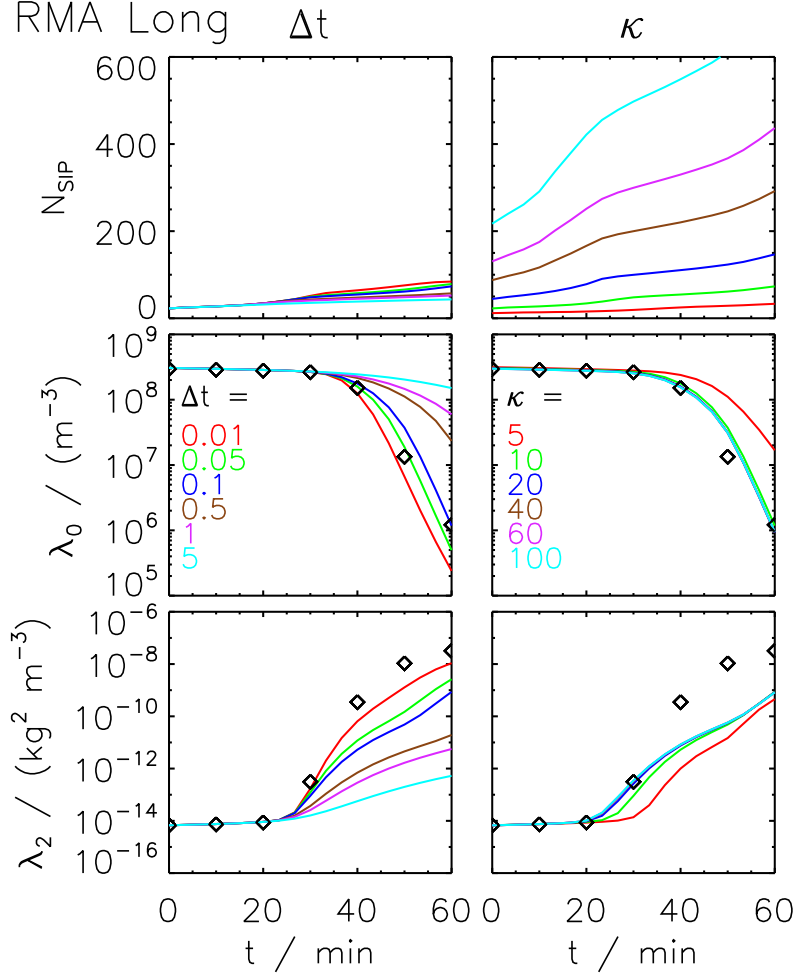 RMA Long
Δt
κ
600
400
200
0
N_SIP
10^9
10^8
10^7
10^6
10^5
λ_0 / (m^-3)
Δt =
0.01
0.05
0.1
0.5
1
5
κ =
5
10
20
40
60
100
10^-6
10^-8
10^-10
10^-12
10^-14
10^-16
λ_2 / (kg^2 m^-3)
0 20 40 60
0 20 40 60
t / min
t / min